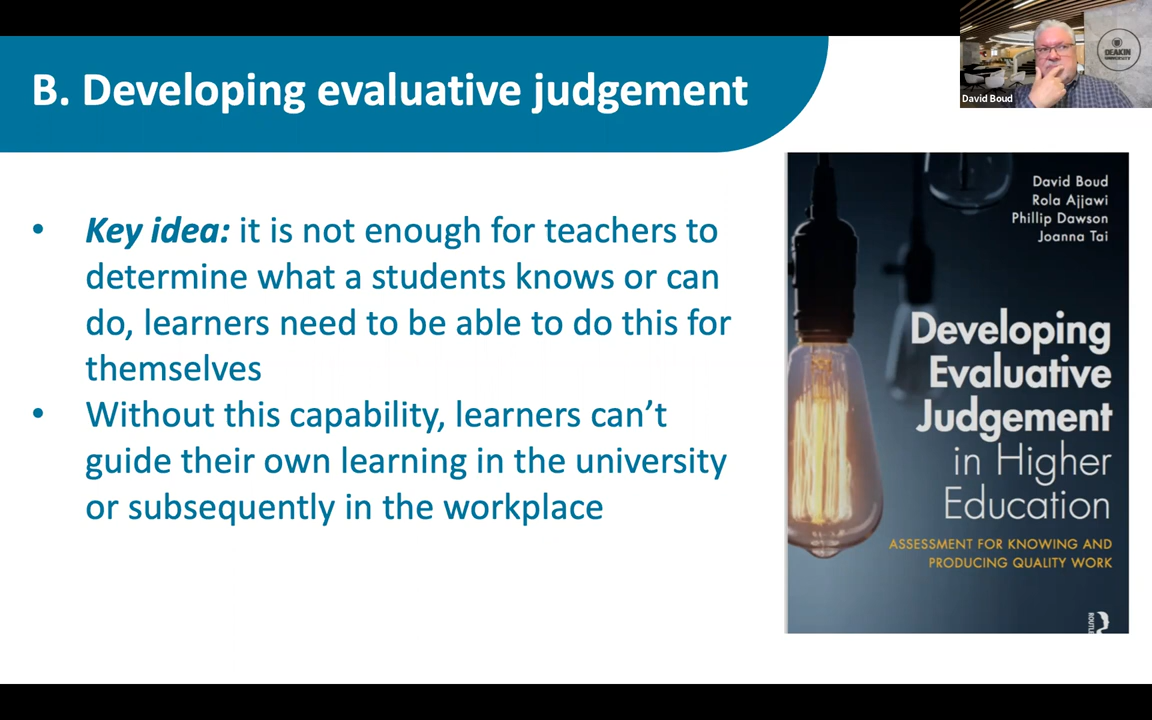 B. Developing evaluative judgement
DEAKIN
UNIVERSITY
David Boud
• Key idea: it is not enough for teachers to
determine what a students knows or can
do, learners need to be able to do this for
themselves
• Without this capability, learners can't
guide their own learning in the university
or subsequently in the workplace
David Boud
Rola Ajjawi
Phillip Dawson
Joanna Tai
Developing
Evaluative
Judgement
in Higher
Education
ASSESSMENT FOR KNOWING AND
PRODUCING QUALITY WORK